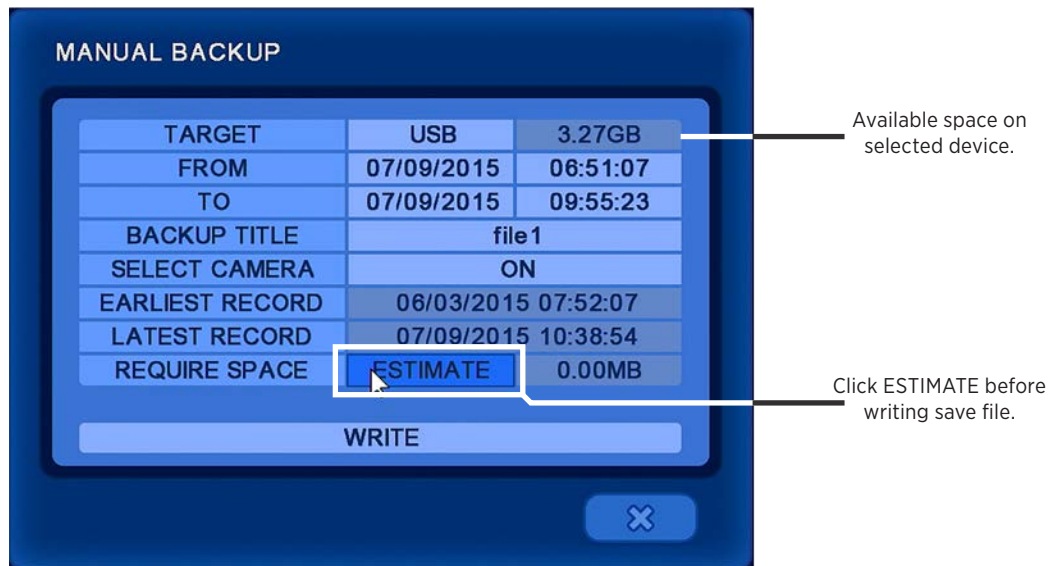 MANUAL BACKUP
TARGET USB 3.27GB
Available space on
selected device.
FROM 07/09/2015 06:51:07
TO 07/09/2015 09:55:23
BACKUP TITLE file1
SELECT CAMERA ON
EARLIEST RECORD 06/03/2015 07:52:07
LATEST RECORD 07/09/2015 10:38:54
REQUIRE SPACE ESTIMATE 0.00MB
Click ESTIMATE before
writing save file.
WRITE